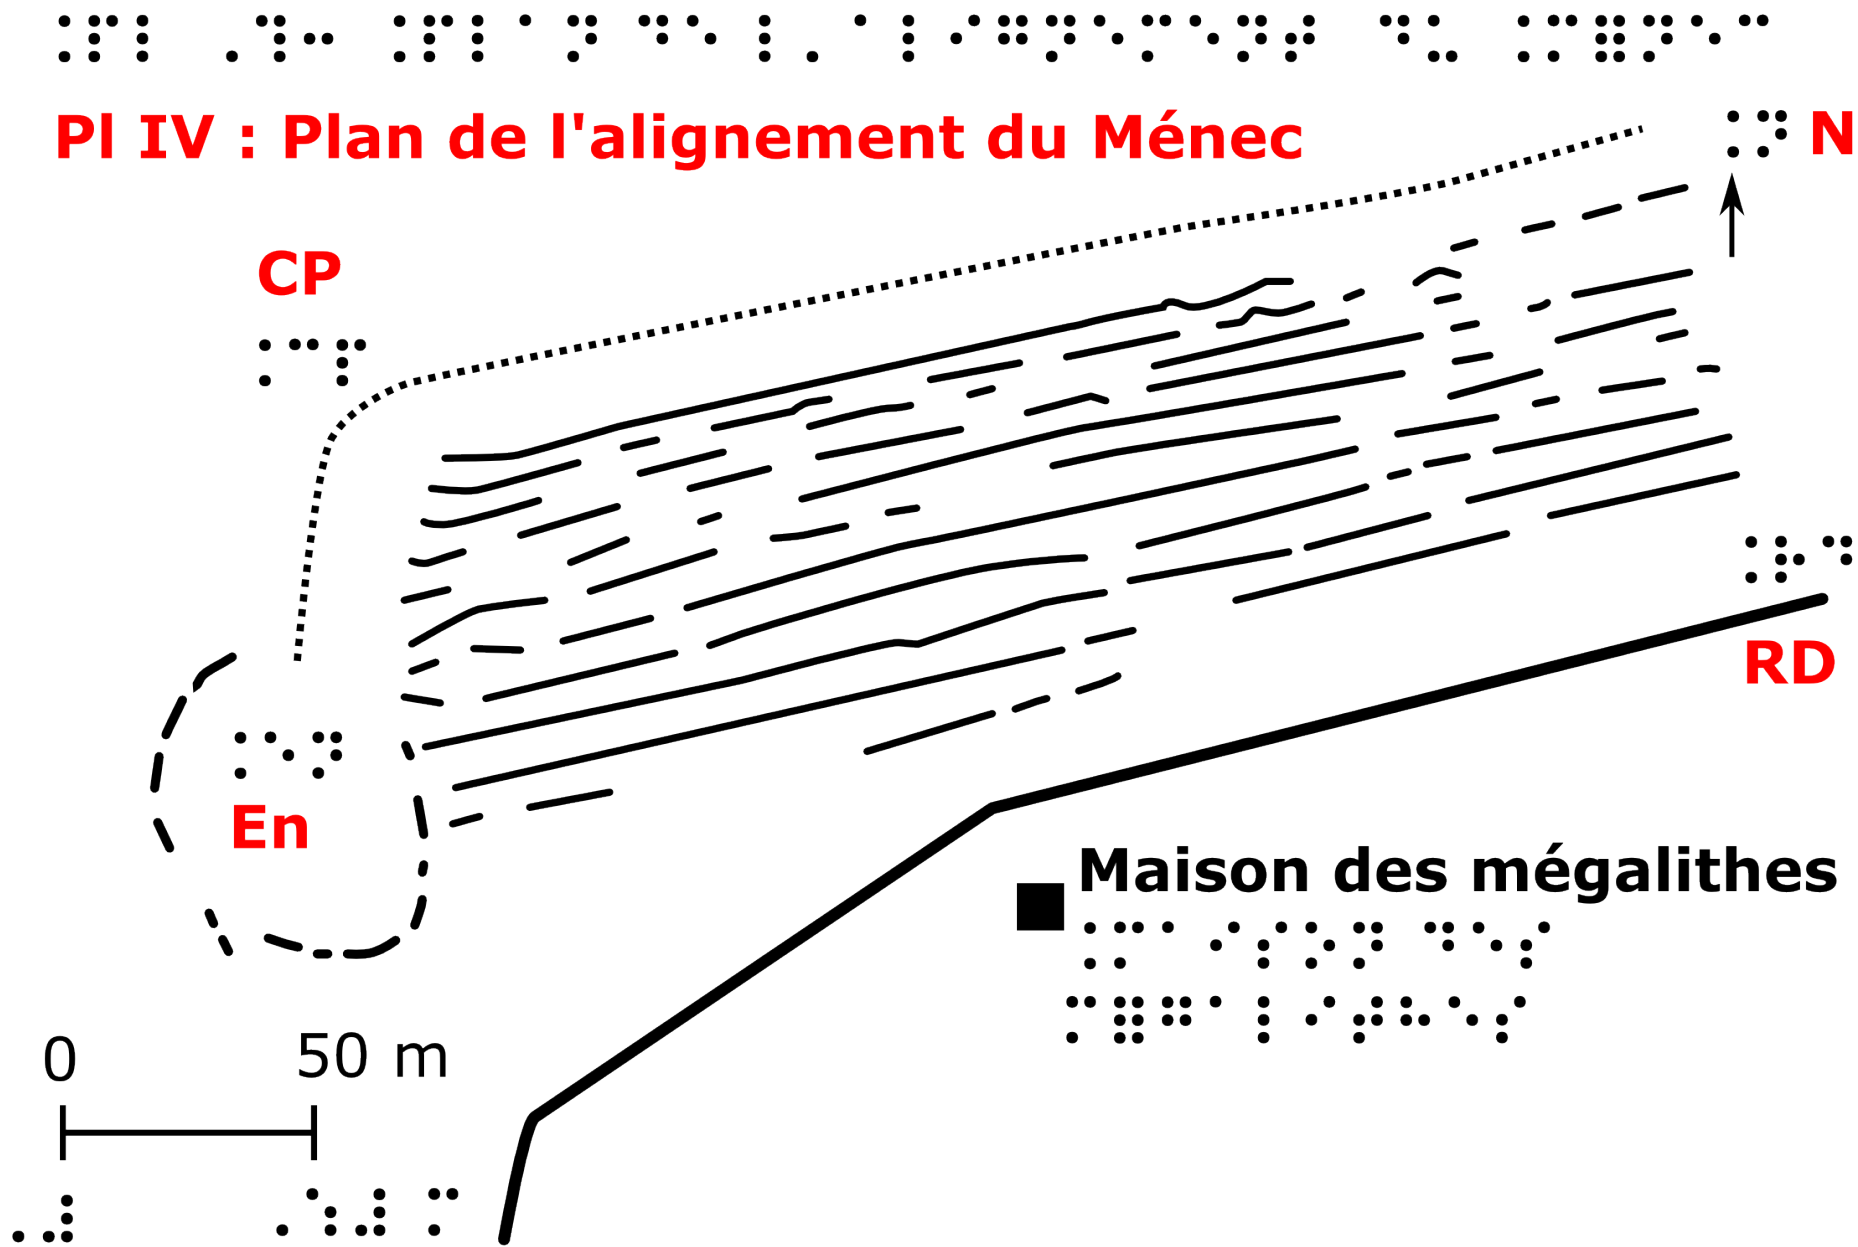 ⠨⠏⠇ ⠠⠹⠒ ⠨⠏⠇⠁⠝ ⠙⠑ ⠇⠄⠁⠇⠊⠛⠝⠑⠍⠑⠝⠞ ⠙⠥ ⠨⠍⠿⠝⠑⠉
Pl IV : Plan de l'alignement du Ménec
⠨⠝ N
CP
⠨⠉⠏
⠨⠗⠙
RD
⠨⠑⠝
En
Maison des mégalithes
⠨⠍⠁⠊⠎⠕⠝ ⠙⠑⠎
⠍⠿⠛⠁⠇⠊⠞⠓⠑⠎
0 50 m
⠠⠼ ⠠⠱⠼ ⠍